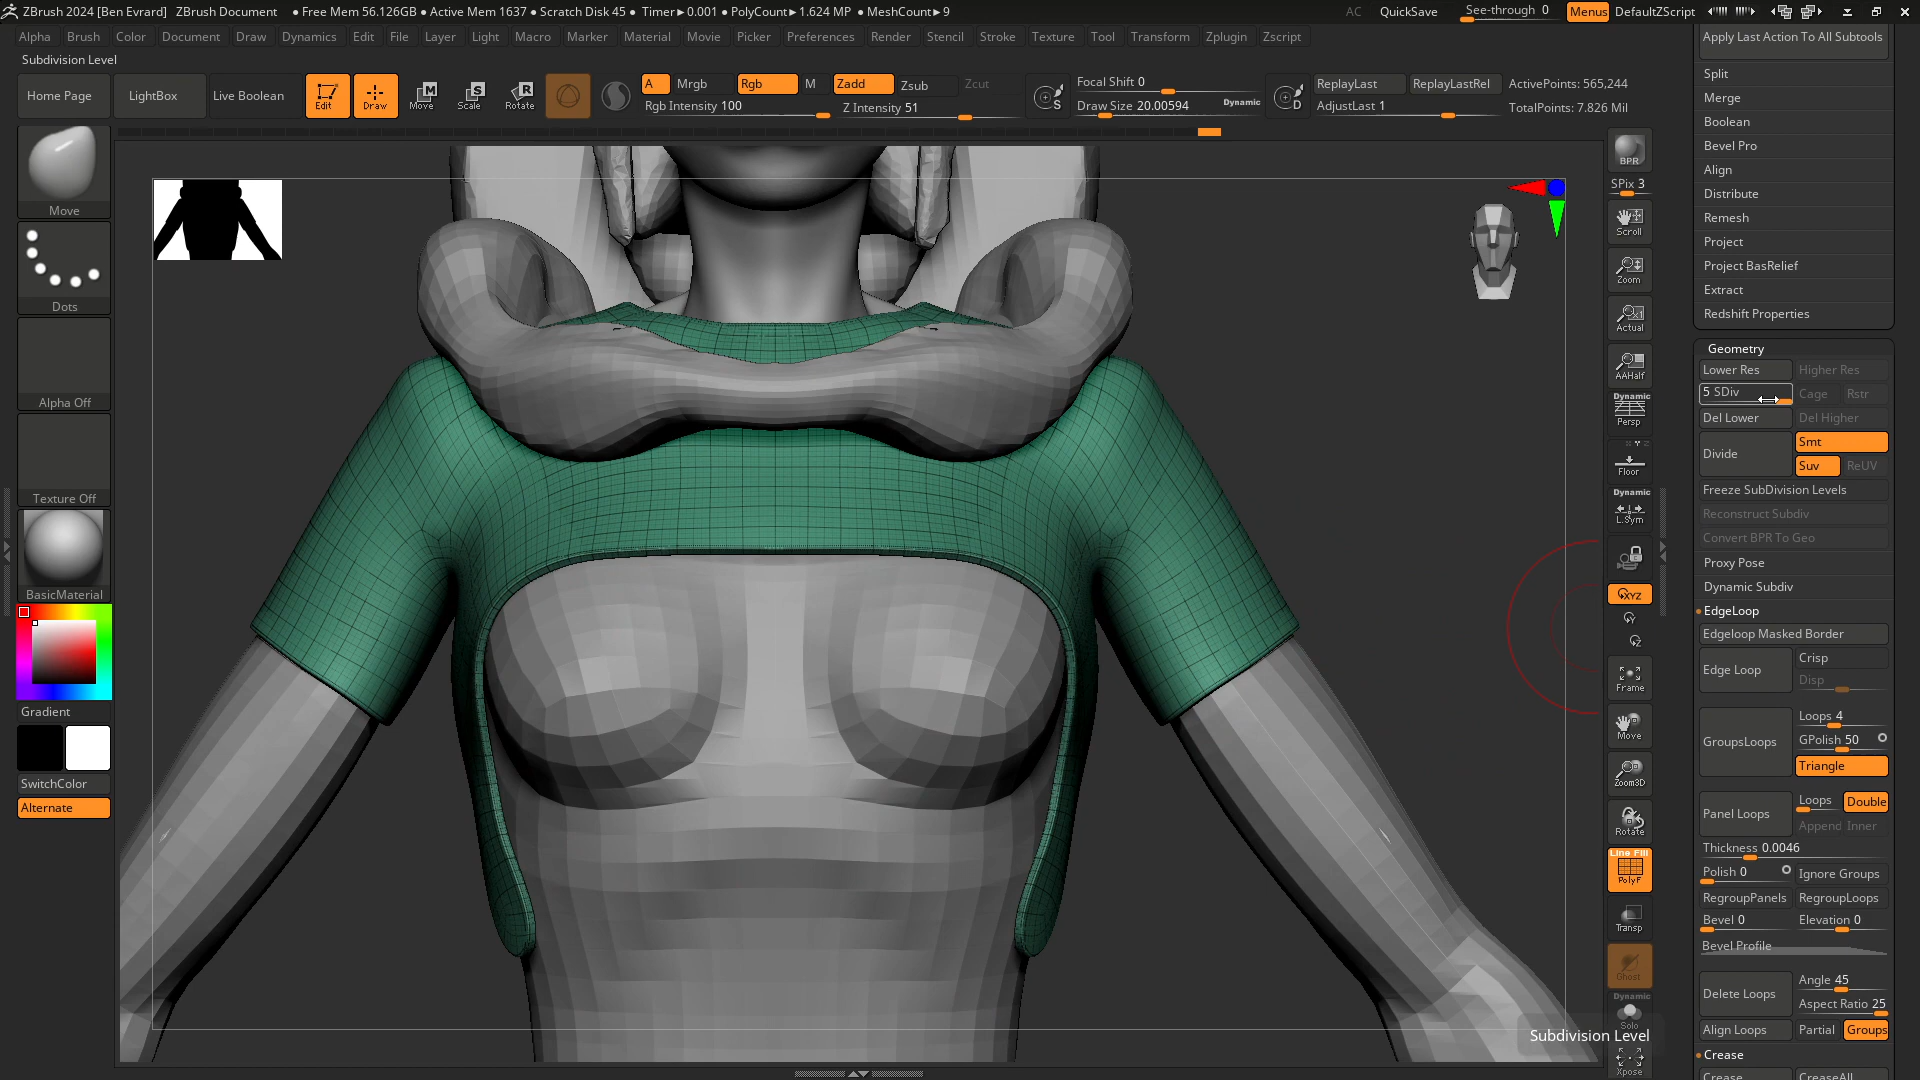 ZBrush 2024 [Ben Evrard] ZBrush Document ● Free Mem 56.126GB ● Active Mem 1637 ● Scratch Disk 45 ● Timer►0.001 ● PolyCount►1.624 MP ● MeshCount►9 AC QuickSave See-through 0 Menus DefaultZScript
Alpha Brush Color Document Draw Dynamics Edit File Layer Light Macro Marker Material Movie Picker Preferences Render Stencil Stroke Texture Tool Transform Zplugin Zscript
Subdivision Level
Home Page LightBox Live Boolean Edit Draw Move Scale Rotate
A Mrgb Rgb M Zadd Zsub Zcut
Rgb Intensity 100 Z Intensity 51
Focal Shift 0
Draw Size 20.00594 Dynamic
ReplayLast ReplayLastRel ActivePoints: 565,244
AdjustLast 1 TotalPoints: 7.826 Mil
Move
Dots
Alpha Off
Texture Off
BasicMaterial
Gradient
SwitchColor
Alternate
BPR
SPix 3
Scroll
Zoom
Actual
AAHalf
Dynamic
Persp
Floor
Dynamic
L.Sym
XYZ
Y
Z
Frame
Move
Zoom3D
Rotate
Line Fill
PolyF
Transp
Ghost
Dynamic
Solo
Xpose
Subdivision Level
Apply Last Action To All Subtools
Split
Merge
Boolean
Bevel Pro
Align
Distribute
Remesh
Project
Project BasRelief
Extract
Redshift Properties
Geometry
Lower Res Higher Res
5 SDiv Cage Rstr
Del Lower Del Higher
Divide Smt
Suv ReUV
Freeze SubDivision Levels
Reconstruct Subdiv
Convert BPR To Geo
Proxy Pose
Dynamic Subdiv
EdgeLoop
Edgeloop Masked Border
Edge Loop Crisp
Disp
GroupsLoops Loops 4
GPolish 50
Triangle
Panel Loops Loops Double
Append Inner
Thickness 0.0046
Polish 0 Ignore Groups
RegroupPanels RegroupLoops
Bevel 0 Elevation 0
Bevel Profile
Delete Loops Angle 45
Aspect Ratio 25
Align Loops Partial Groups
Crease
Crease CreaseAll